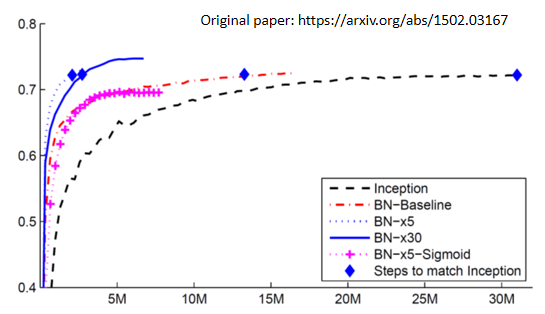 Original paper: https://arxiv.org/abs/1502.03167
0.8
0.7
0.6
0.5
0.4
5M 10M 15M 20M 25M 30M
Inception
BN−Baseline
BN−x5
BN−x30
BN−x5−Sigmoid
Steps to match Inception